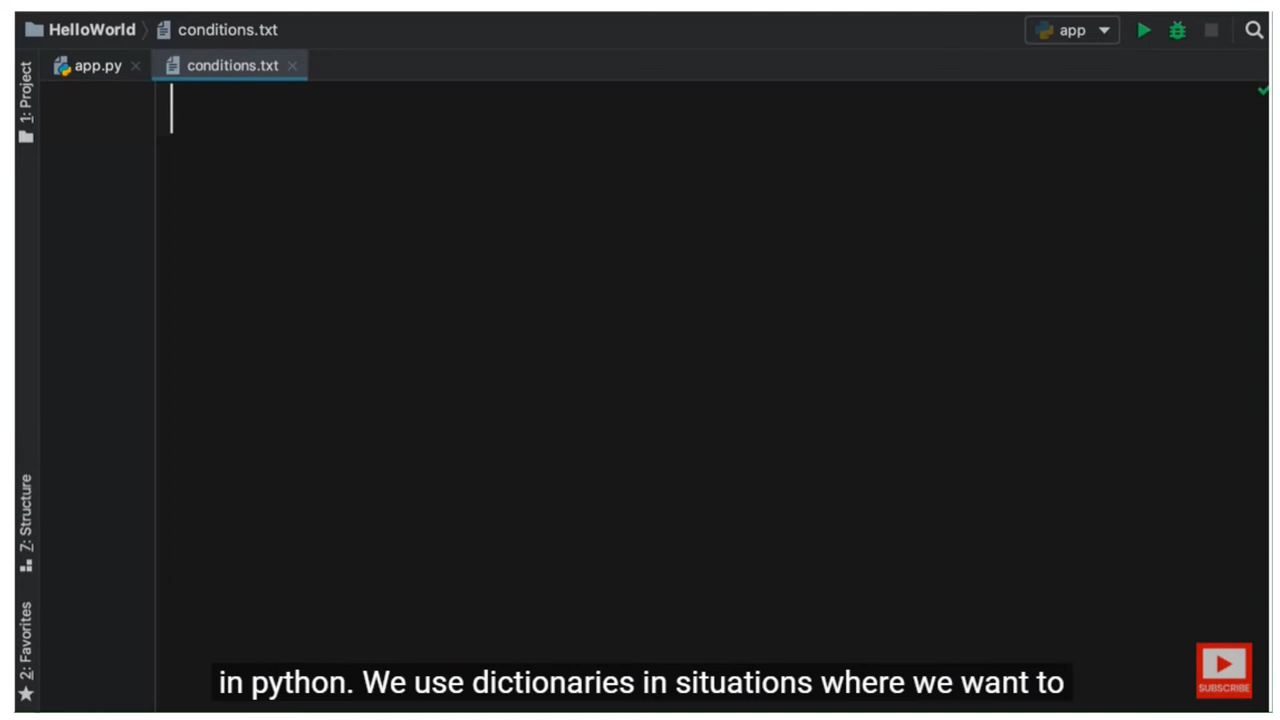 HelloWorld conditions.txt app
app.py conditions.txt
1: Project
Z: Structure
2: Favorites
in python. We use dictionaries in situations where we want to
SUBSCRIBE